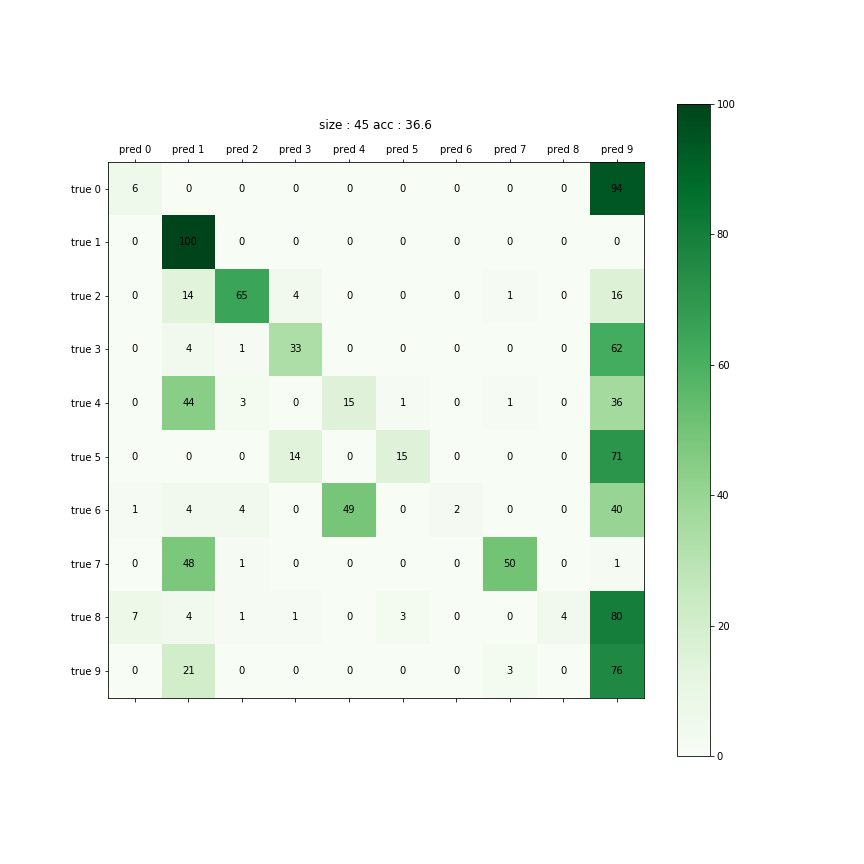 size : 45 acc : 36.6
pred 0 pred 1 pred 2 pred 3 pred 4 pred 5 pred 6 pred 7 pred 8 pred 9
true 0 6 0 0 0 0 0 0 0 0 94
true 1 0 100 0 0 0 0 0 0 0 0
true 2 0 14 65 4 0 0 0 1 0 16
true 3 0 4 1 33 0 0 0 0 0 62
true 4 0 44 3 0 15 1 0 1 0 36
true 5 0 0 0 14 0 15 0 0 0 71
true 6 1 4 4 0 49 0 2 0 0 40
true 7 0 48 1 0 0 0 0 50 0 1
true 8 7 4 1 1 0 3 0 0 4 80
true 9 0 21 0 0 0 0 0 3 0 76
100
80
60
40
20
0